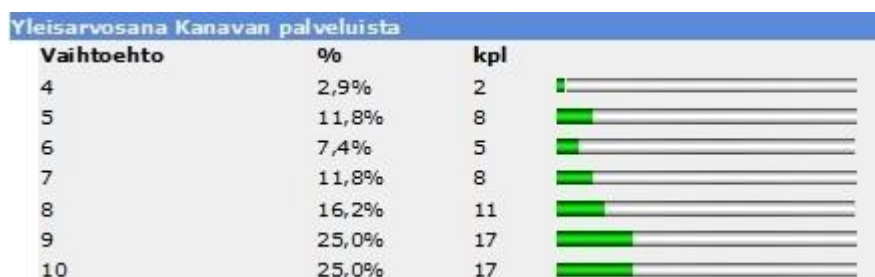 Yleisarvosana Kanavan palveluista
Vaihtoehto % kpl
4 2,9% 2
5 11,8% 8
6 7,4% 5
7 11,8% 8
8 16,2% 11
9 25,0% 17
10 25,0% 17